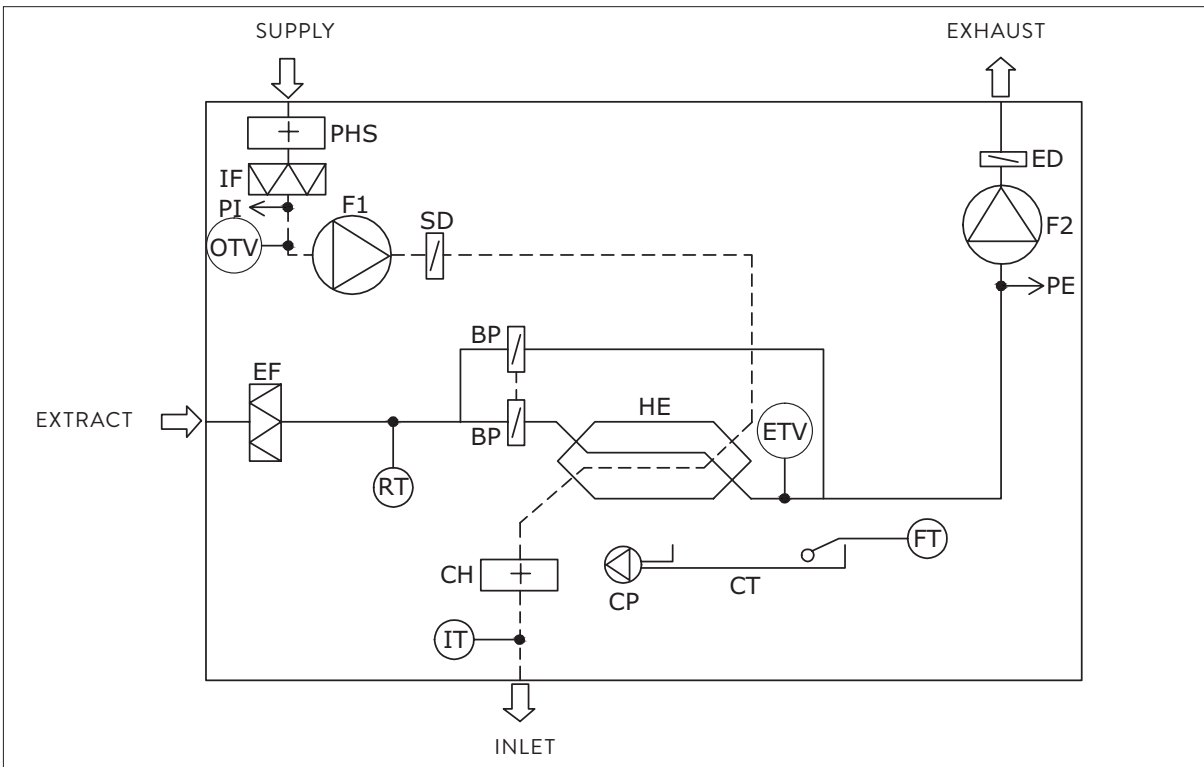 SUPPLY
EXHAUST
PHS
IF
PI
OTV
F1
SD
ED
F2
PE
BP
EF
EXTRACT
BP
HE
ETV
RT
CH
CP
CT
FT
IT
INLET